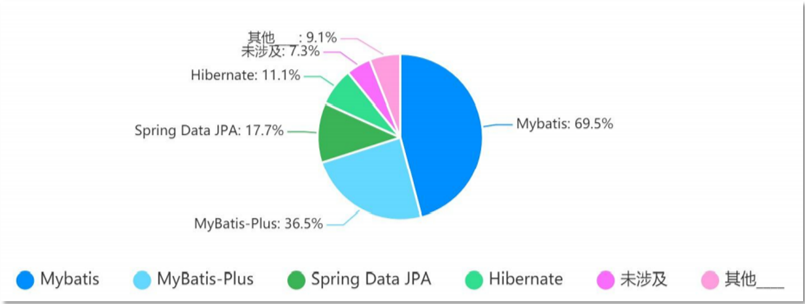 其他____: 9.1%
未涉及: 7.3%
Hibernate: 11.1%
Spring Data JPA: 17.7%
Mybatis: 69.5%
MyBatis-Plus: 36.5%
Mybatis MyBatis-Plus Spring Data JPA Hibernate 未涉及 其他____